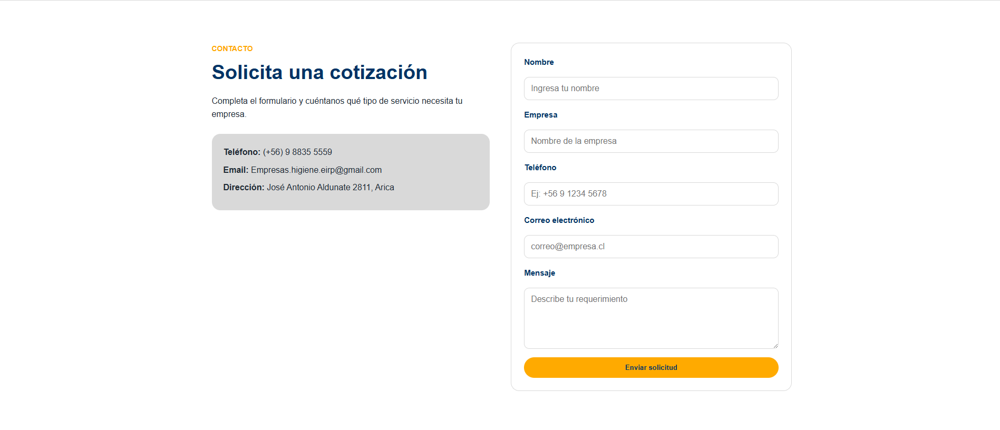 CONTACTO
Solicita una cotización
Completa el formulario y cuéntanos qué tipo de servicio necesita tu
empresa.
Teléfono: (+56) 9 8835 5559
Email: Empresas.higiene.eirp@gmail.com
Dirección: José Antonio Aldunate 2811, Arica
Nombre
Ingresa tu nombre
Empresa
Nombre de la empresa
Teléfono
Ej: +56 9 1234 5678
Correo electrónico
correo@empresa.cl
Mensaje
Describe tu requerimiento
Enviar solicitud